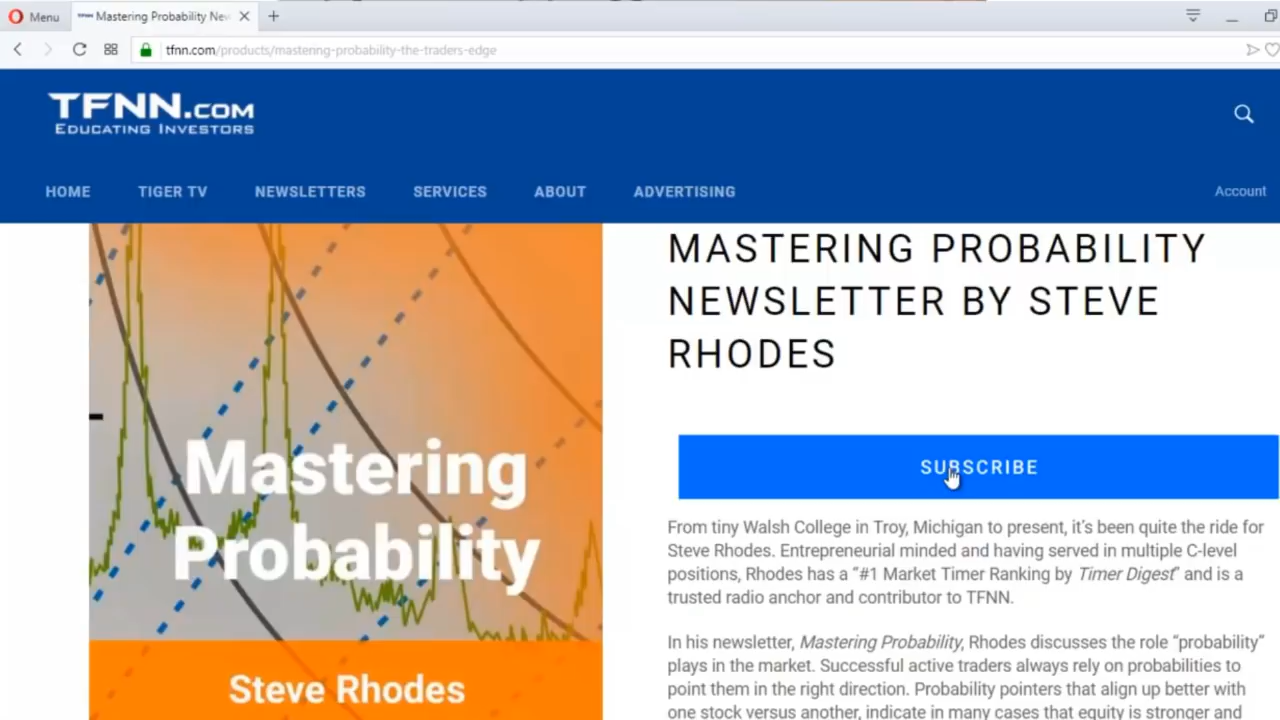 Menu
TFNN Mastering Probability New
tfnn.com/products/mastering-probability-the-traders-edge
TFNN.COM
EDUCATING INVESTORS
HOME TIGER TV NEWSLETTERS SERVICES ABOUT ADVERTISING Account
MASTERING PROBABILITY
NEWSLETTER BY STEVE
RHODES
Mastering
Probability
Steve Rhodes
SUBSCRIBE
From tiny Walsh College in Troy, Michigan to present, it's been quite the ride for
Steve Rhodes. Entrepreneurial minded and having served in multiple C-level
positions, Rhodes has a “#1 Market Timer Ranking by Timer Digest” and is a
trusted radio anchor and contributor to TFNN.
In his newsletter, Mastering Probability, Rhodes discusses the role “probability”
plays in the market. Successful active traders always rely on probabilities to
point them in the right direction. Probability pointers that align up better with
one stock versus another, indicate in many cases that equity is stronger and